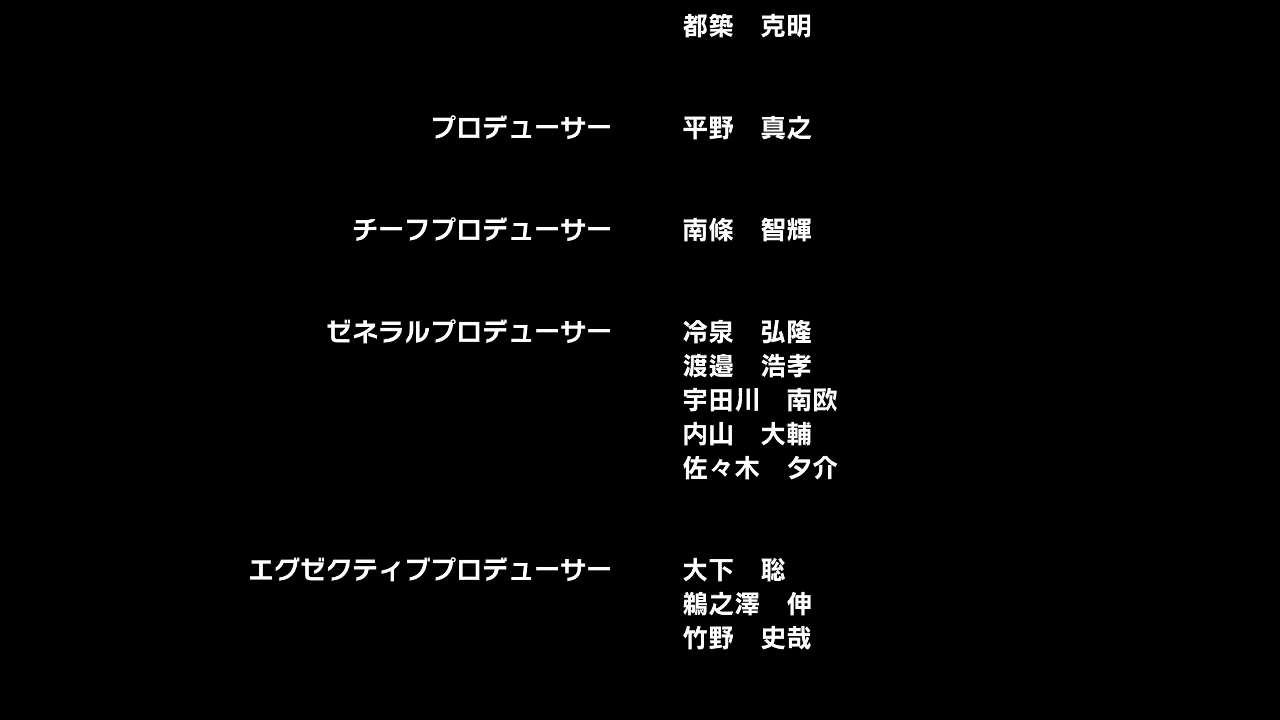 都築　克明
プロデューサー　平野　真之
チーフプロデューサー　南條　智輝
ゼネラルプロデューサー　冷泉　弘隆
渡邉　浩孝
宇田川　南欧
内山　大輔
佐々木　夕介
エグゼクティブプロデューサー　大下　聡
鵜之澤　伸
竹野　史哉